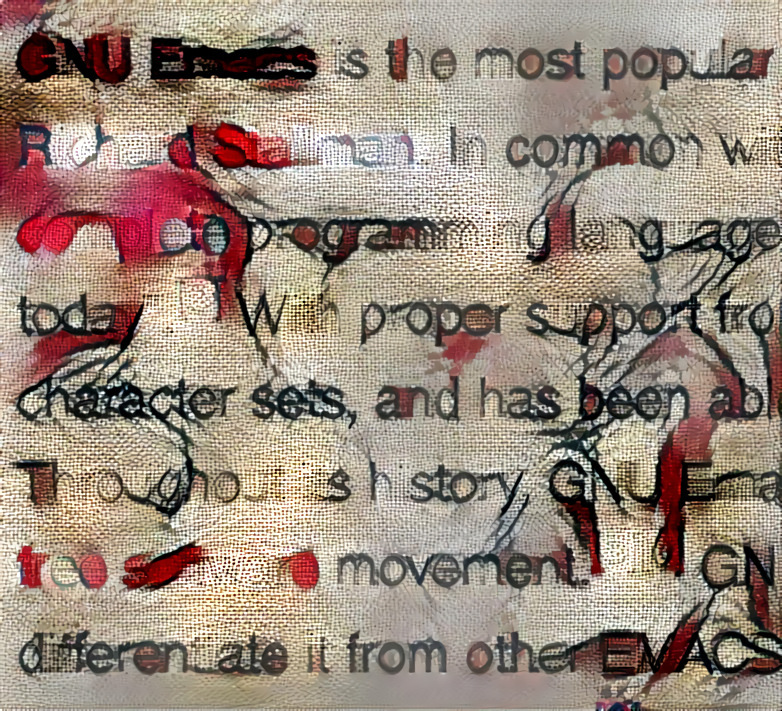 GNU Emacs is the most popular
Richard Stallman. In common wi
programming language
today. With proper support fro
character sets, and has been abl
Throughout its history, GNU Ema
free software movement. GN
differentiate it from other EMACS